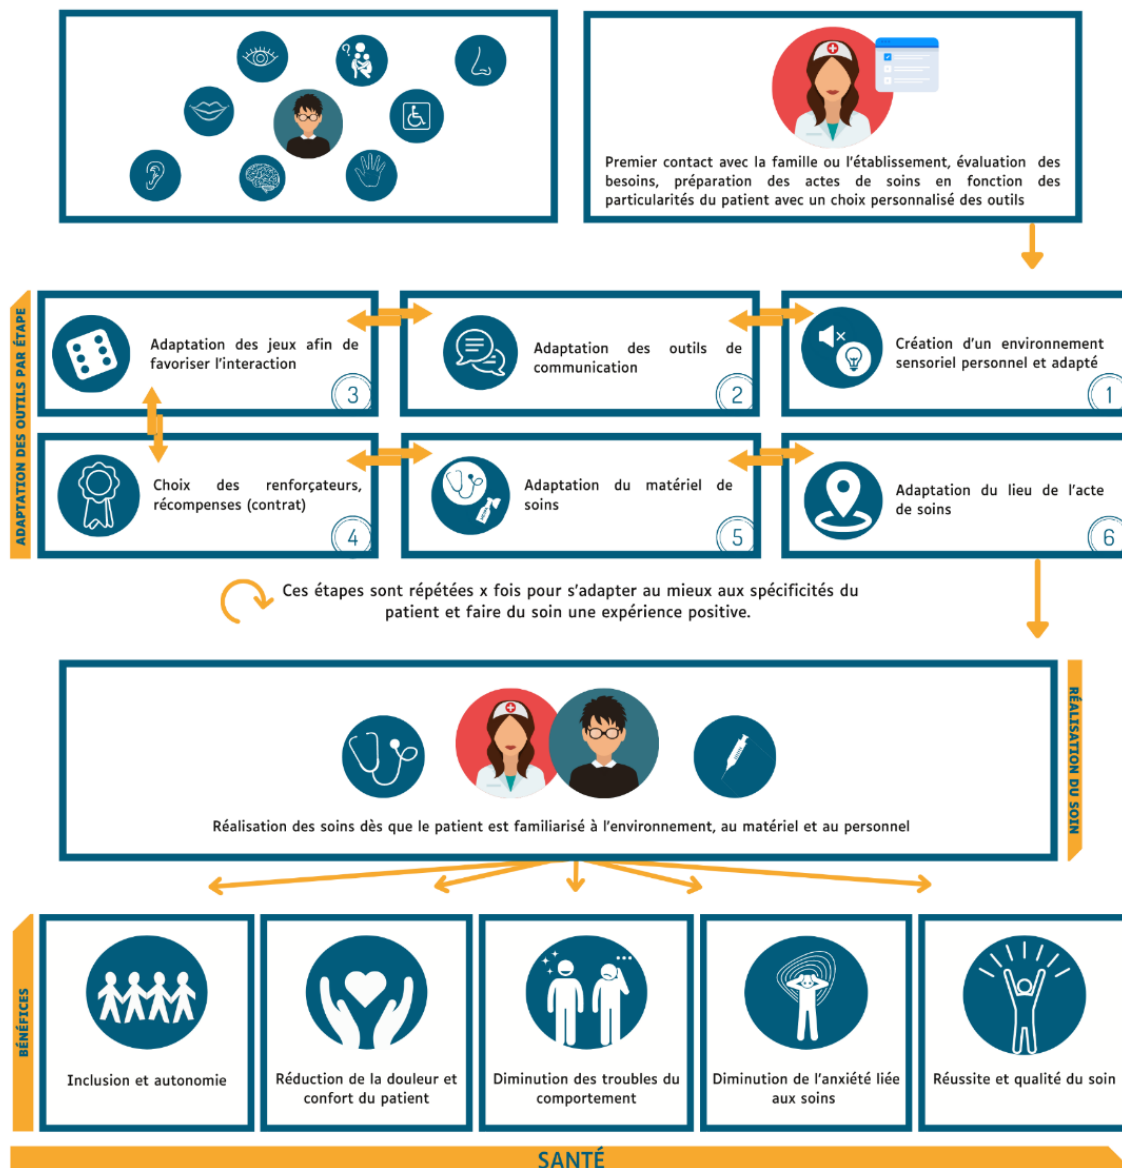 ?
Premier contact avec la famille ou l'établissement, évaluation des
besoins, préparation des actes de soins en fonction des
particularités du patient avec un choix personnalisé des outils
ADAPTATION DES OUTILS PAR ÉTAPE
Adaptation des jeux afin de
favoriser l'interaction
3
Adaptation des outils de
communication
2
Création d'un environnement
sensoriel personnel et adapté
1
Choix des renforçateurs,
récompenses (contrat)
4
Adaptation du matériel de
soins
5
Adaptation du lieu de l'acte
de soins
6
Ces étapes sont répétées x fois pour s'adapter au mieux aux spécificités du
patient et faire du soin une expérience positive.
RÉALISATION DU SOIN
Réalisation des soins dès que le patient est familiarisé à l'environnement, au matériel et au personnel
BÉNÉFICES
Inclusion et autonomie
Réduction de la douleur et
confort du patient
Diminution des troubles du
comportement
Diminution de l'anxiété liée
aux soins
Réussite et qualité du soin
SANTÉ